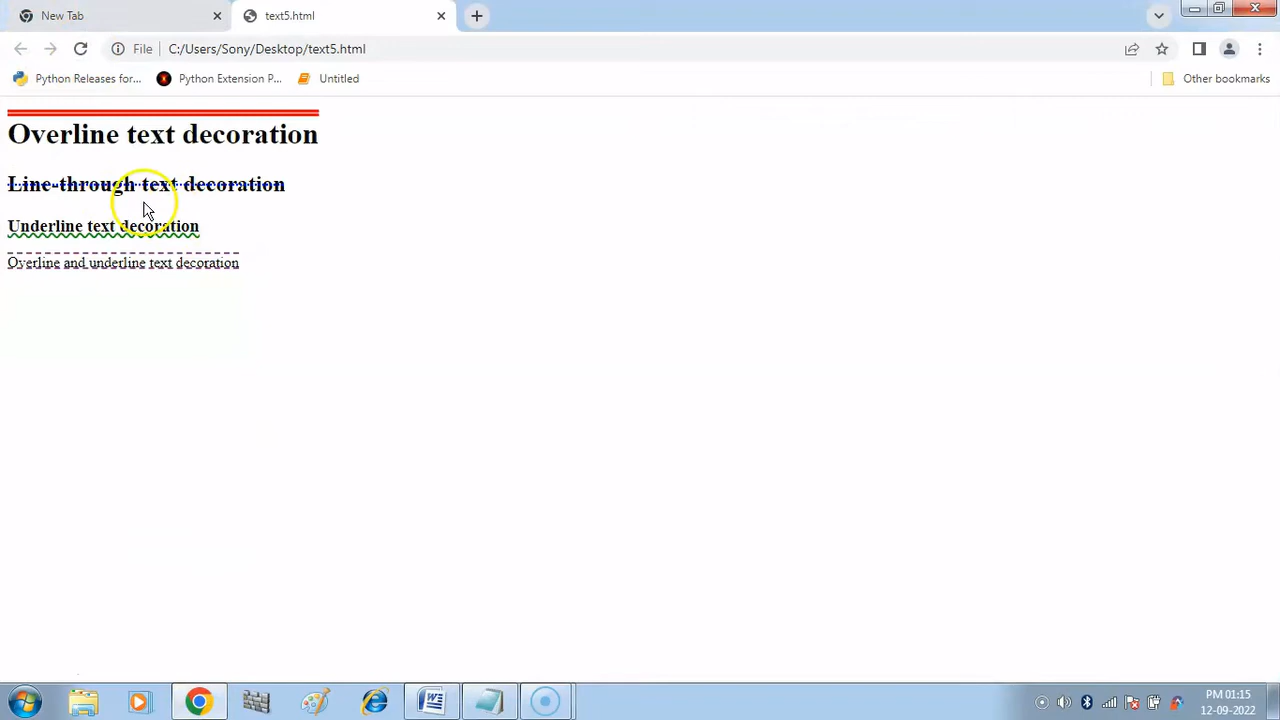 New Tab
text5.html
File
C:/Users/Sony/Desktop/text5.html
Python Releases for...
Python Extension P...
Untitled
Other bookmarks
Overline text decoration
Line-through text decoration
Underline text decoration
Overline and underline text decoration
PM 01:15
12-09-2022